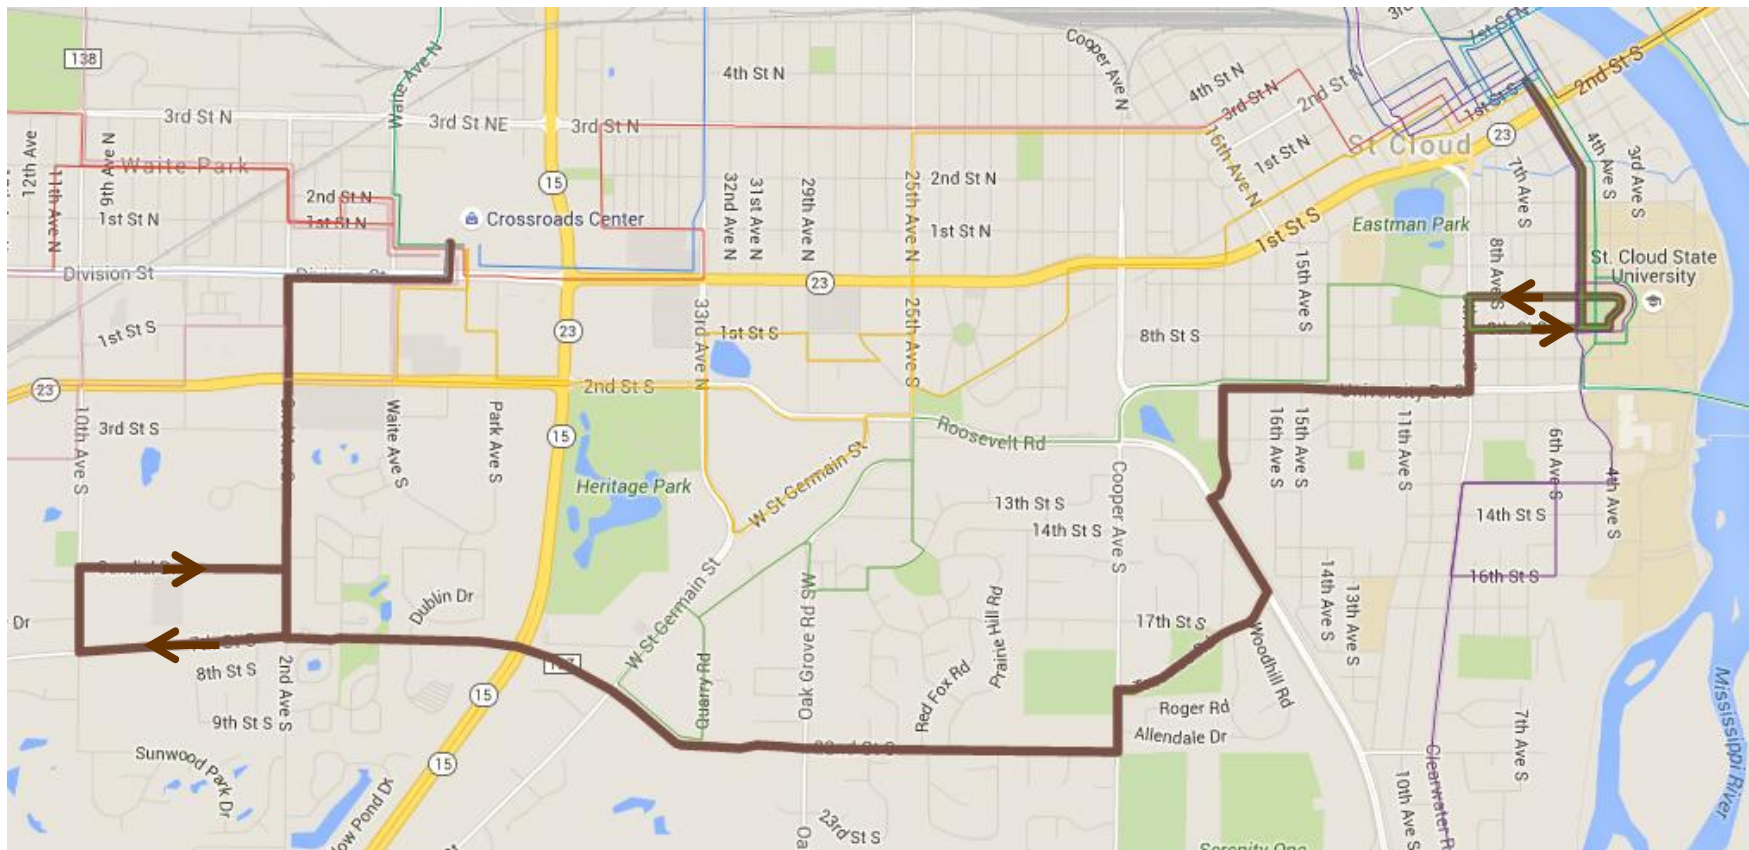 138
Waite Ave N
3rd St N
3rd St NE
3rd St N
4th St N
Cooper Ave N
4th St N
3rd St N
2nd St N
1st St N
1st St S
2nd St S
23
St Cloud
16th Ave N
1st St N
7th Ave S
4th Ave S
3rd Ave S
12th Ave
11th Ave N
9th Ave N
Waite Park
2nd St N
1st St N
1st St N
15
Crossroads Center
32nd Ave N
31st Ave N
29th Ave N
25th Ave N
2nd St N
1st St N
1st St S
Eastman Park
15th Ave S
8th Ave S
St. Cloud State
University
Division St
Division St
23
33rd Ave N
25th Ave S
1st St S
23
1st St S
8th St S
23
10th Ave S
2nd St S
3rd St S
Waite Ave S
Park Ave S
15
Heritage Park
W St Germain St
Roosevelt Rd
Cooper Ave S
16th Ave S
15th Ave S
11th Ave S
6th Ave S
4th Ave S
13th St S
14th St S
14th St S
16th St S
Dr
Dublin Dr
W St Germain St
Oak Grove Rd SW
Prairie Hill Rd
17th St S
14th Ave S
13th Ave S
Woodhill Rd
8th St S
2nd Ave S
9th St S
15
Quarry Rd
Red Fox Rd
Roger Rd
Allendale Dr
7th Ave S
Mississippi River
Sunwood Park Dr
15
ow Pond Dr
23rd St S
Oa
10th Ave S
Clearwater R
Serenity One